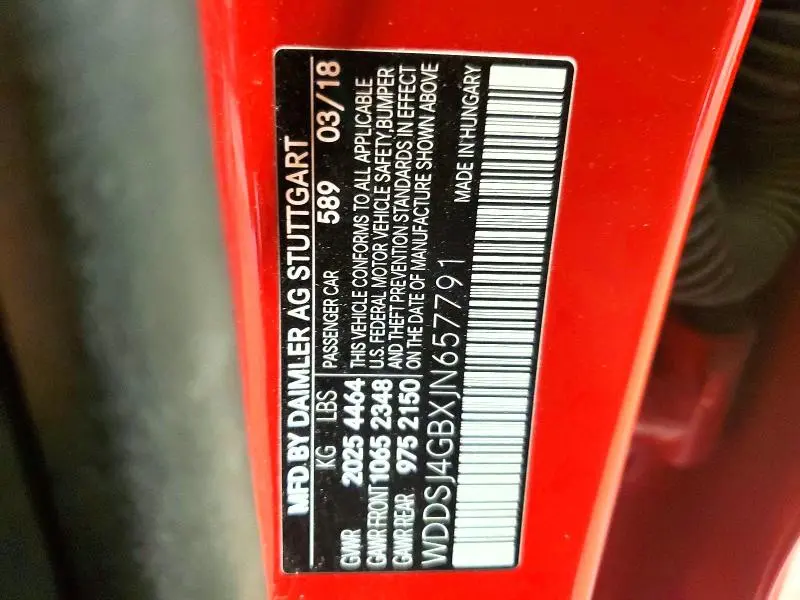 MFD BY DAIMLER AG STUTTGART
KG LBS PASSENGER CAR 589 03/18
GVWR 2025 4464 THIS VEHICLE CONFORMS TO ALL APPLICABLE
GAWR FRONT 1065 2348 U.S. FEDERAL MOTOR VEHICLE SAFETY,BUMPER
GAWR REAR 975 2150 AND THEFT PREVENTION STANDARDS IN EFFECT
ON THE DATE OF MANUFACTURE SHOWN ABOVE
WDDSJ4GBXJN657791 MADE IN HUNGARY